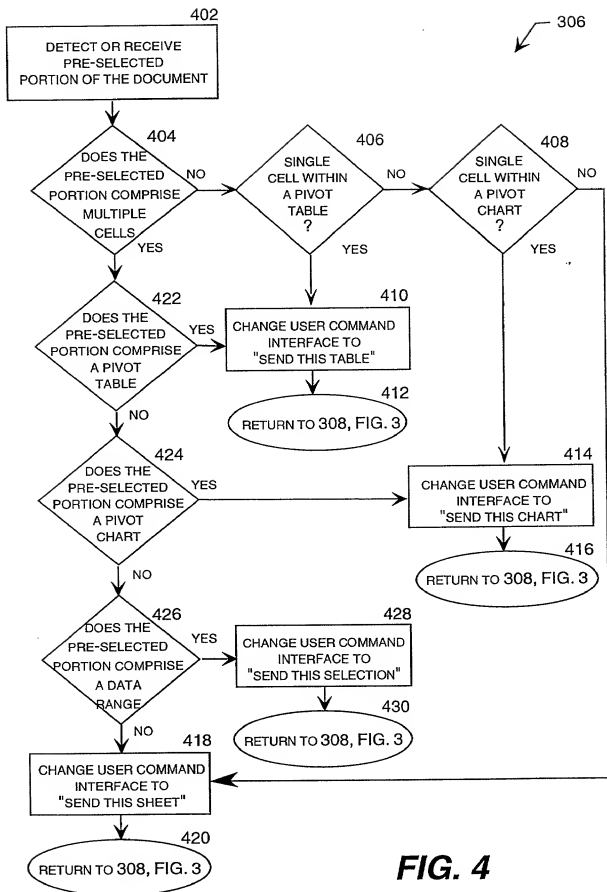 306
402
DETECT OR RECEIVE
PRE-SELECTED
PORTION OF THE DOCUMENT
404
DOES THE
PRE-SELECTED
PORTION COMPRISE
MULTIPLE
CELLS
NO
YES
406
SINGLE
CELL WITHIN
A PIVOT
TABLE
?
NO
YES
408
SINGLE
CELL WITHIN
A PIVOT
CHART
?
NO
YES
422
DOES THE
PRE-SELECTED
PORTION COMPRISE
A PIVOT
TABLE
YES
NO
410
CHANGE USER COMMAND
INTERFACE TO
"SEND THIS TABLE"
412
RETURN TO 308, FIG. 3
424
DOES THE
PRE-SELECTED
PORTION COMPRISE
A PIVOT
CHART
YES
NO
414
CHANGE USER COMMAND
INTERFACE TO
"SEND THIS CHART"
416
RETURN TO 308, FIG. 3
426
DOES THE
PRE-SELECTED
PORTION COMPRISE
A DATA
RANGE
YES
NO
428
CHANGE USER COMMAND
INTERFACE TO
"SEND THIS SELECTION"
430
RETURN TO 308, FIG. 3
418
CHANGE USER COMMAND
INTERFACE TO
"SEND THIS SHEET"
420
RETURN TO 308, FIG. 3
FIG. 4